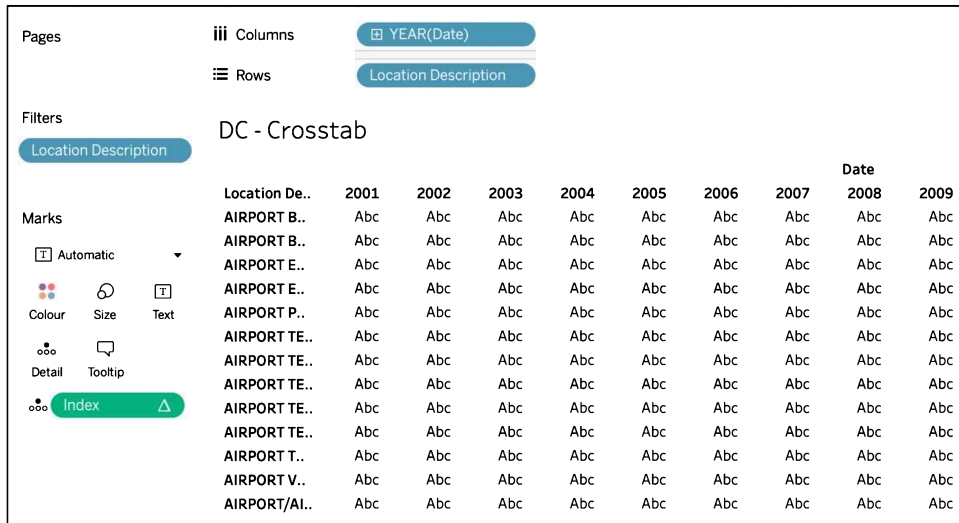 Pages
Columns
YEAR(Date)
Rows
Location Description
Filters
Location Description
DC - Crosstab
Date
Location De.. 2001 2002 2003 2004 2005 2006 2007 2008 2009
AIRPORT B.. Abc Abc Abc Abc Abc Abc Abc Abc Abc
AIRPORT B.. Abc Abc Abc Abc Abc Abc Abc Abc Abc
AIRPORT E.. Abc Abc Abc Abc Abc Abc Abc Abc Abc
AIRPORT E.. Abc Abc Abc Abc Abc Abc Abc Abc Abc
AIRPORT P.. Abc Abc Abc Abc Abc Abc Abc Abc Abc
AIRPORT TE.. Abc Abc Abc Abc Abc Abc Abc Abc Abc
AIRPORT TE.. Abc Abc Abc Abc Abc Abc Abc Abc Abc
AIRPORT TE.. Abc Abc Abc Abc Abc Abc Abc Abc Abc
AIRPORT TE.. Abc Abc Abc Abc Abc Abc Abc Abc Abc
AIRPORT TE.. Abc Abc Abc Abc Abc Abc Abc Abc Abc
AIRPORT T.. Abc Abc Abc Abc Abc Abc Abc Abc Abc
AIRPORT V.. Abc Abc Abc Abc Abc Abc Abc Abc Abc
AIRPORT/AI.. Abc Abc Abc Abc Abc Abc Abc Abc Abc
Marks
T Automatic
T
Colour Size Text
Detail Tooltip
Index Δ